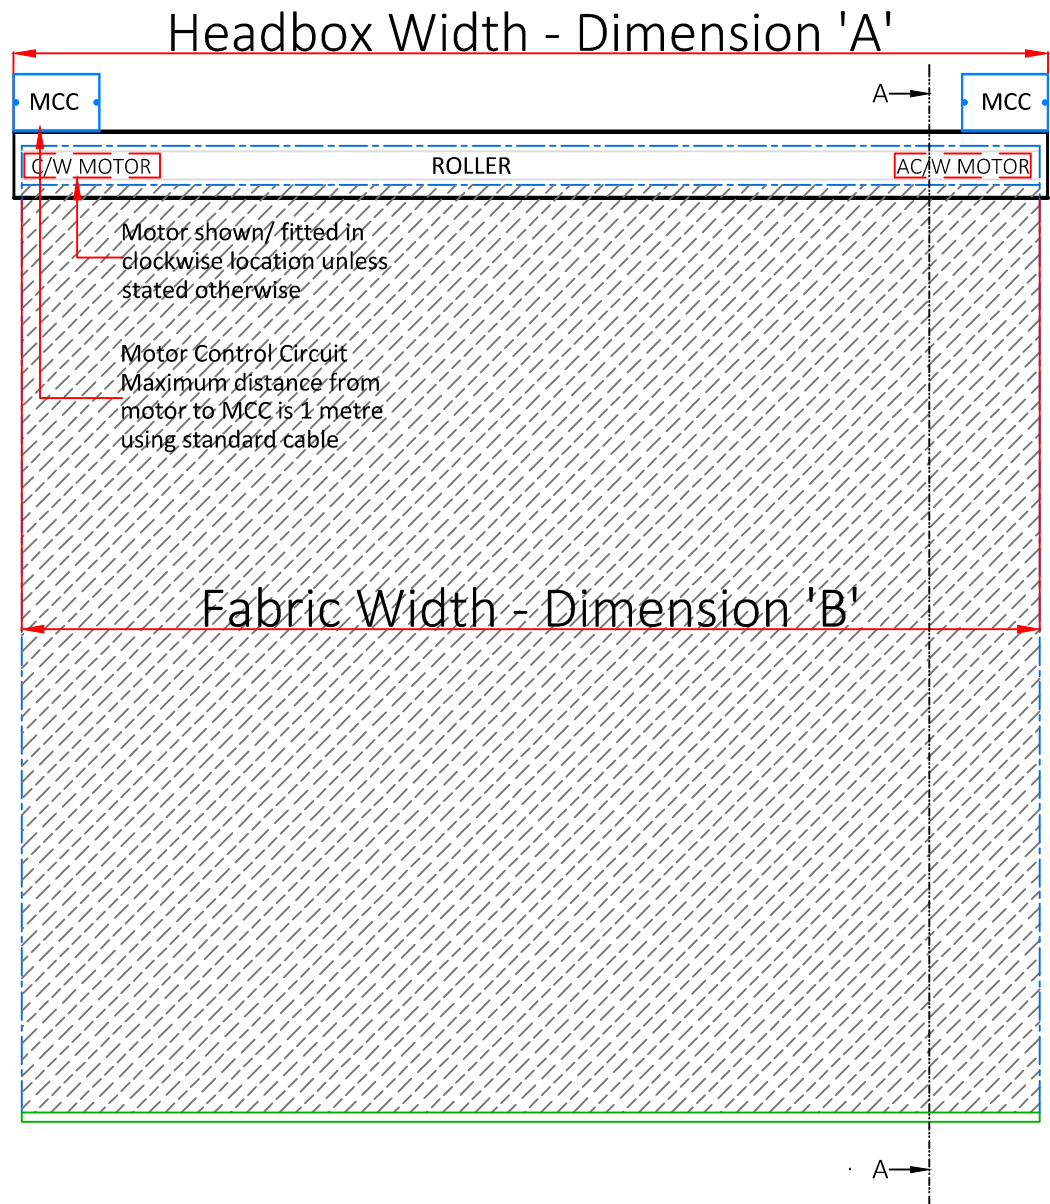 Headbox Width - Dimension 'A'
MCC
A
MCC
C/W MOTOR
ROLLER
AC/W MOTOR
Motor shown/ fitted in
clockwise location unless
stated otherwise
Motor Control Circuit
Maximum distance from
motor to MCC is 1 metre
using standard cable
Fabric Width - Dimension 'B'
A